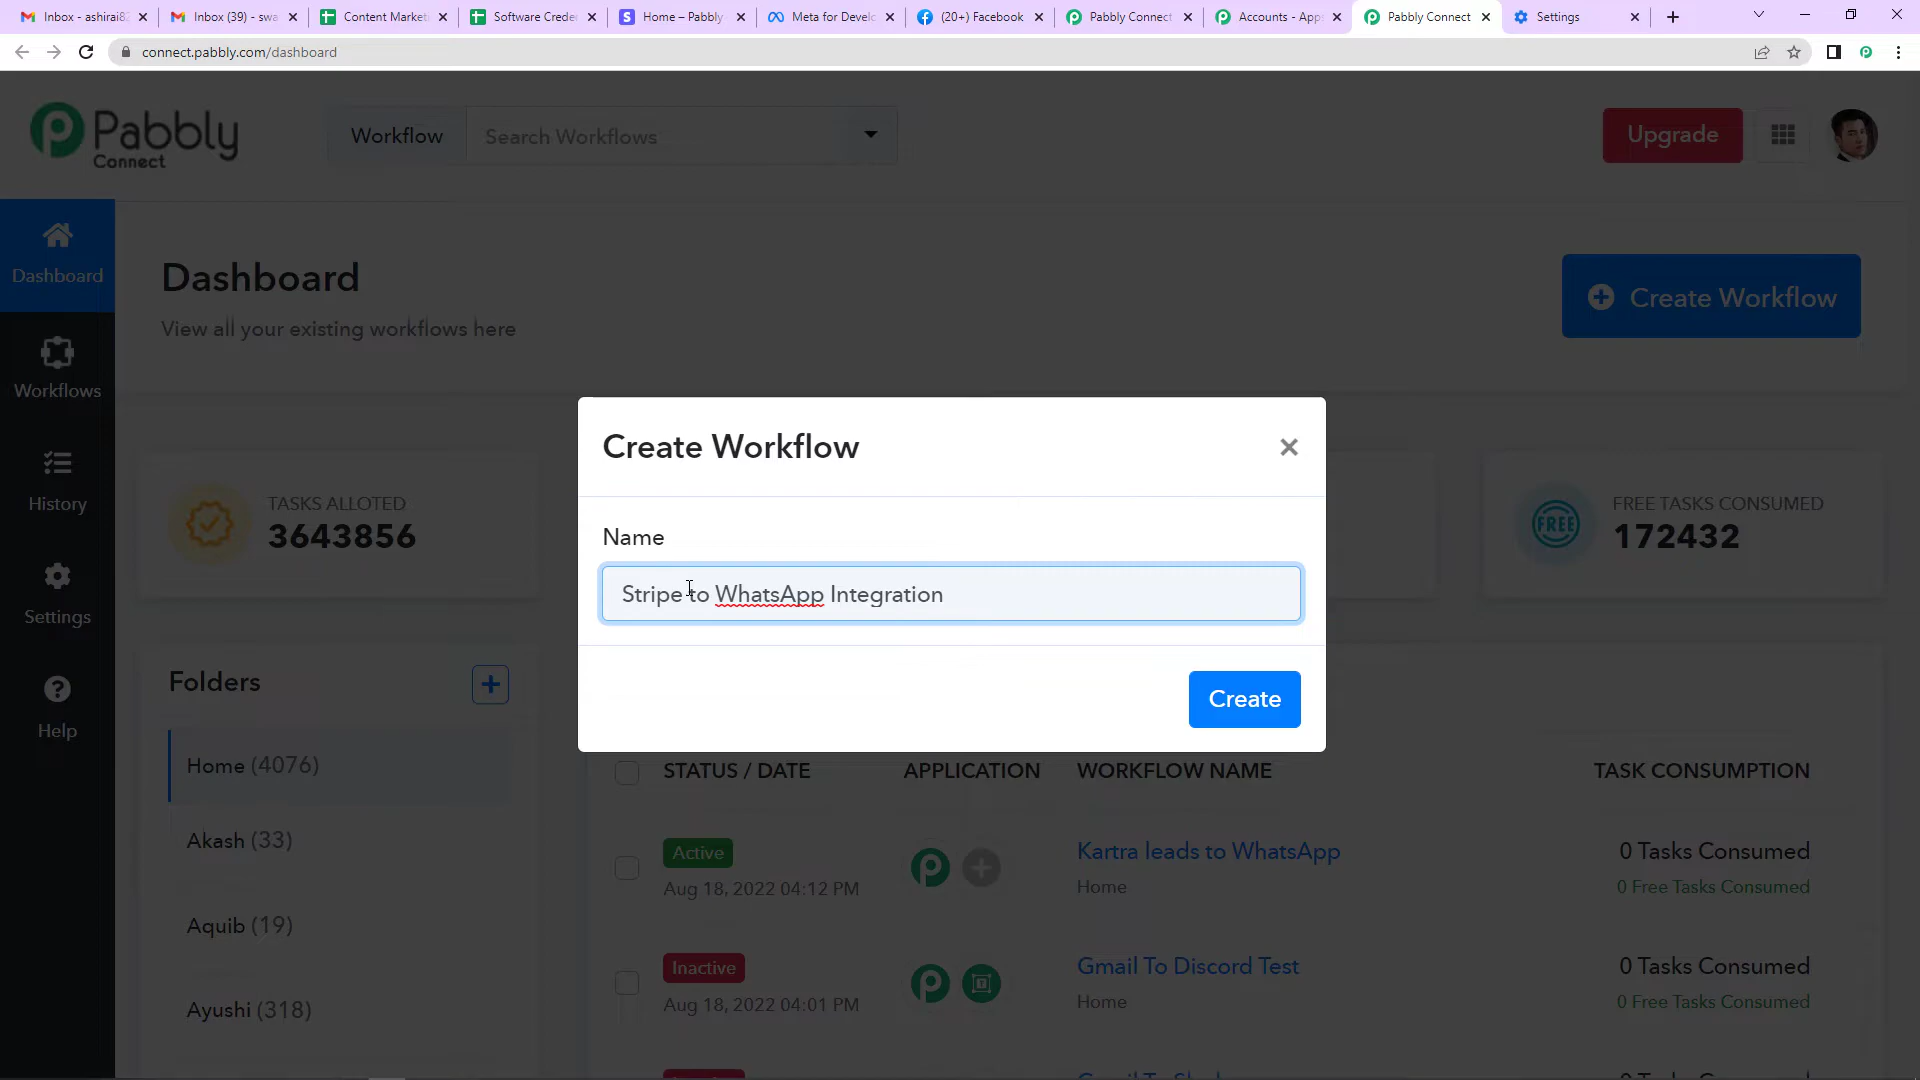 Inbox - ashirai82
Inbox (39) - swa
Content Market
Software Crede
Home – Pabbly
Meta for Develo
(20+) Facebook
Pabbly Connect
Accounts - Apps
Pabbly Connect
Settings
connect.pabbly.com/dashboard
Pabbly
Connect
Workflow
Search Workflows
Upgrade
Dashboard
Workflows
History
Settings
Help
Dashboard
View all your existing workflows here
Create Workflow
Create Workflow
Name
Stripe to WhatsApp Integration
Create
TASKS ALLOTED
3643856
FREE
FREE TASKS CONSUMED
172432
Folders
Home (4076)
Akash (33)
Aquib (19)
Ayushi (318)
STATUS / DATE
APPLICATION
WORKFLOW NAME
TASK CONSUMPTION
Active
Aug 18, 2022 04:12 PM
Kartra leads to WhatsApp
Home
0 Tasks Consumed
0 Free Tasks Consumed
Inactive
Aug 18, 2022 04:01 PM
Gmail To Discord Test
Home
0 Tasks Consumed
0 Free Tasks Consumed